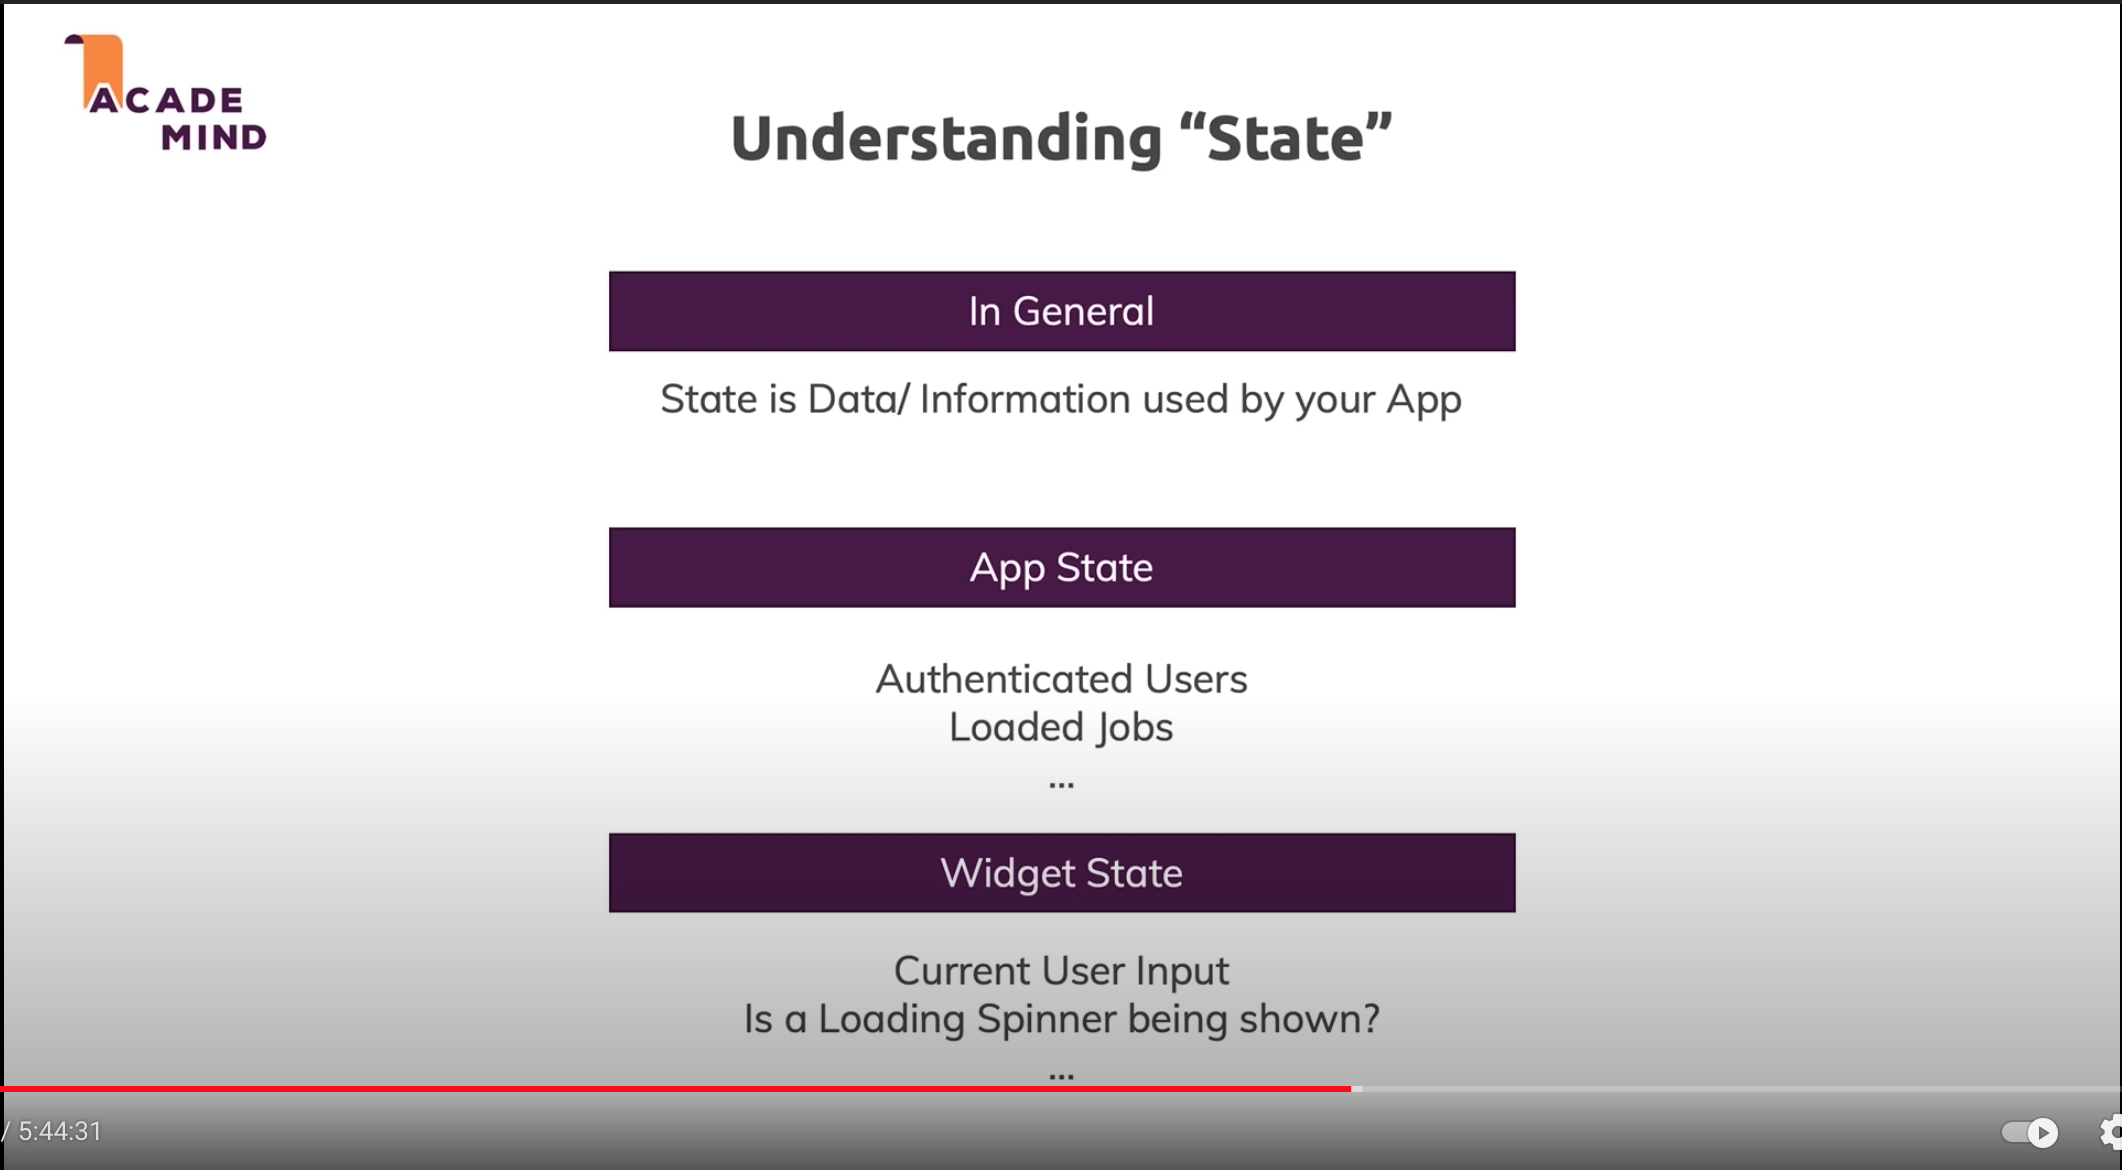 ACADE
MIND
Understanding “State”
In General
State is Data/ Information used by your App
App State
Authenticated Users
Loaded Jobs
...
Widget State
Current User Input
Is a Loading Spinner being shown?
...
/ 5:44:31